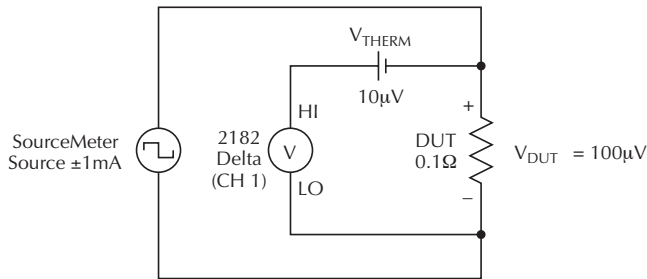 V_THERM
10µV
HI
SourceMeter
Source ±1mA
2182
Delta
(CH 1)
V
LO
+
DUT
0.1Ω
–
V_DUT = 100µV